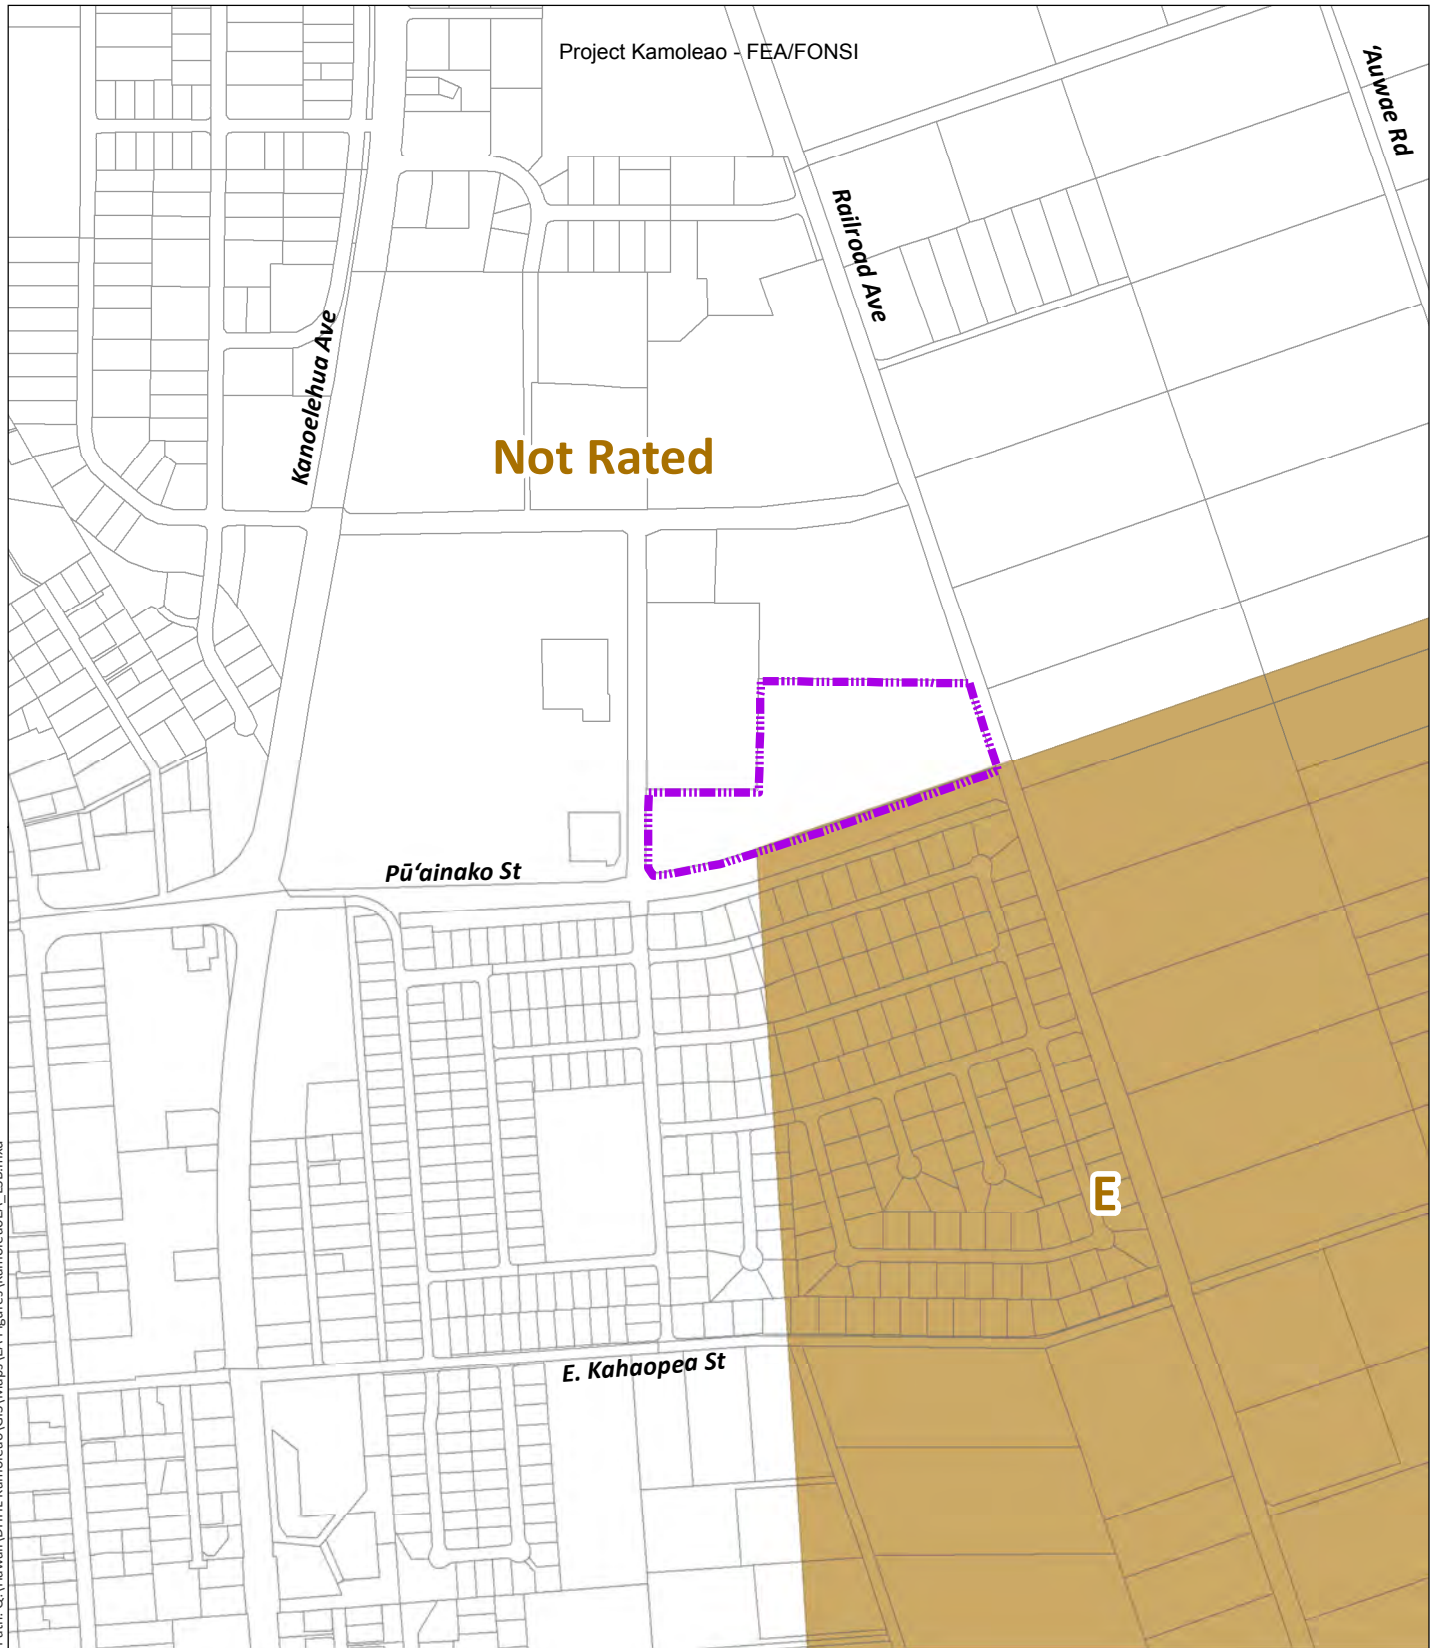 Project Kamoleao - FEA/FONSI
ʻAuwae Rd
Railroad Ave
Kanoelehua Ave
Not Rated
Pūʻainako St
E
E. Kahaopea St